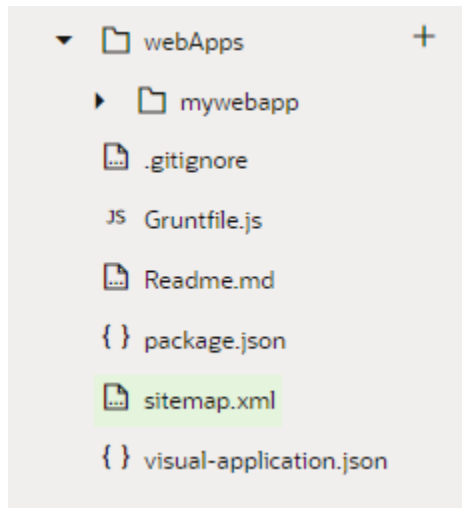 webApps +
mywebapp
.gitignore
JS Gruntfile.js
Readme.md
{ } package.json
sitemap.xml
{ } visual-application.json